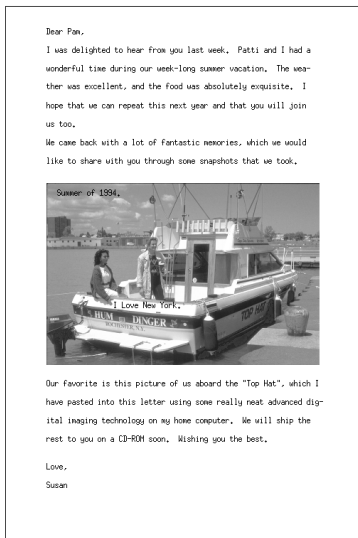 Dear Pam,
I was delighted to hear from you last week.  Patti and I had a
wonderful time during our week-long summer vacation.  The wea-
ther was excellent, and the food was absolutely exquisite.  I
hope that we can repeat this next year and that you will join
us too.
We came back with a lot of fantastic memories, which we would
like to share with you through some snapshots that we took.
Summer of 1994.
I Love New York.
HUM DINGER
ROCHESTER, N.Y.
TOP HAT
Our favorite is this picture of us aboard the "Top Hat", which I
have pasted into this letter using some really neat advanced dig-
ital imaging technology on my home computer.  We will ship the
rest to you on a CD-ROM soon.  Wishing you the best.
Love,
Susan